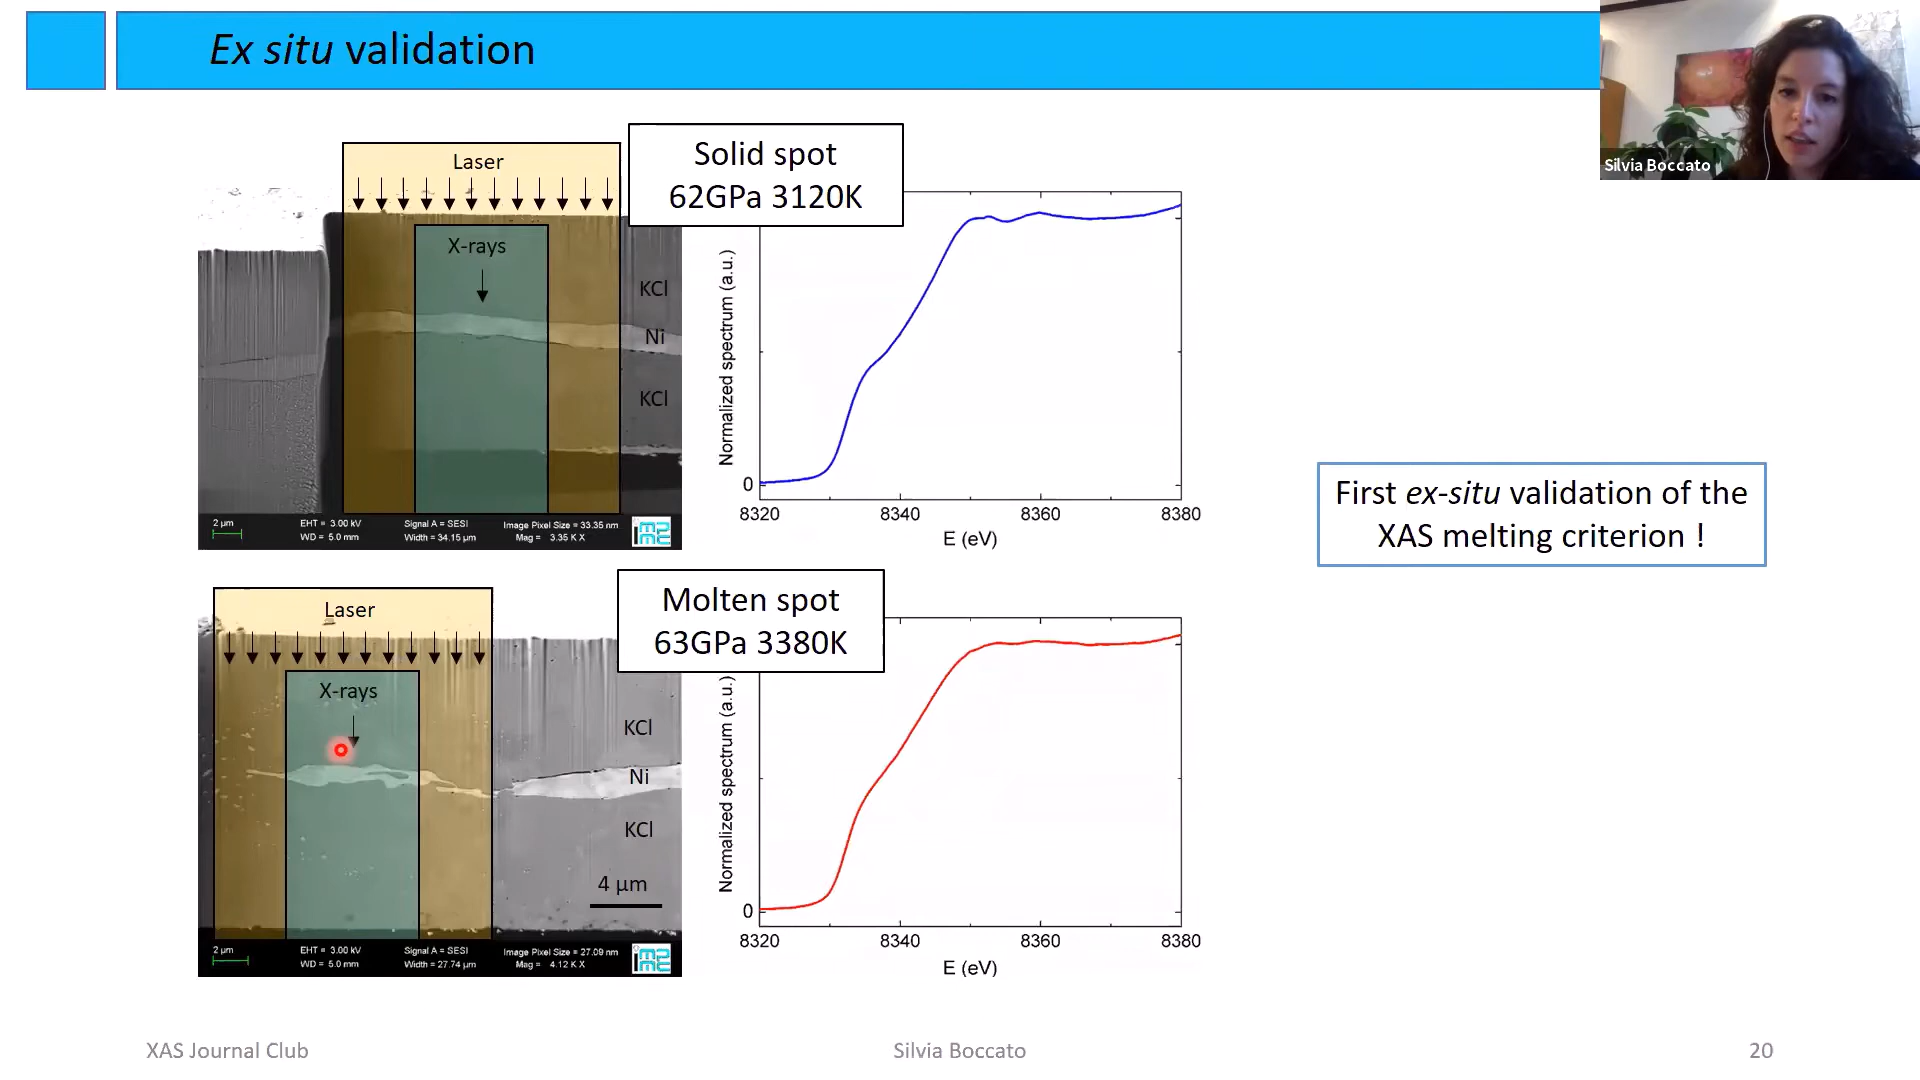 Ex situ validation
Silvia Boccato
Laser
X-rays
KCl
Ni
KCl
2 µm
EHT = 3.00 kV
WD = 5.0 mm
Signal A = SESI
Width = 34.15 µm
Image Pixel Size = 33.35 nm
Mag = 3.35 K X
Solid spot
62GPa 3120K
Normalized spectrum (a.u.)
0
8320 8340 8360 8380
E (eV)
First ex-situ validation of the
XAS melting criterion !
Laser
X-rays
KCl
Ni
KCl
4 µm
2 µm
EHT = 3.00 kV
WD = 5.0 mm
Signal A = SESI
Width = 27.74 µm
Image Pixel Size = 27.09 nm
Mag = 4.12 K X
Molten spot
63GPa 3380K
Normalized spectrum (a.u.)
0
8320 8340 8360 8380
E (eV)
XAS Journal Club
Silvia Boccato
20